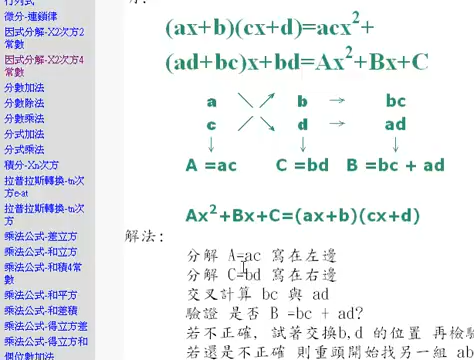 行列式
微分-連鎖律
因式分解-X2次方2
常數
因式分解-X2次方4
常數
分數加法
分數除法
分數乘法
分式加法
分式乘法
積分-Xn次方
拉普拉斯轉換-tn次
方e-at
拉普拉斯轉換-tn次
方
乘法公式-差立方
乘法公式-和立方
乘法公式-和積4常
數
乘法公式-和平方
乘法公式-和差積
乘法公式-得立方差
乘法公式-得立方和
個位數加法
(ax+b)(cx+d)=acx²+
(ad+bc)x+bd=Ax²+Bx+C
a ↘↗ b → bc
c d → ad
↓ ↓ ↓
A =ac C =bd B =bc + ad
Ax²+Bx+C=(ax+b)(cx+d)
解法:
分解 A=ac 寫在左邊
分解 C=bd 寫在右邊
交叉計算 bc 與 ad
驗證 是否 B =bc + ad?
若不正確, 試著交換b,d 的位置 再檢
若還是不正確 則重頭開始找另一組 ab